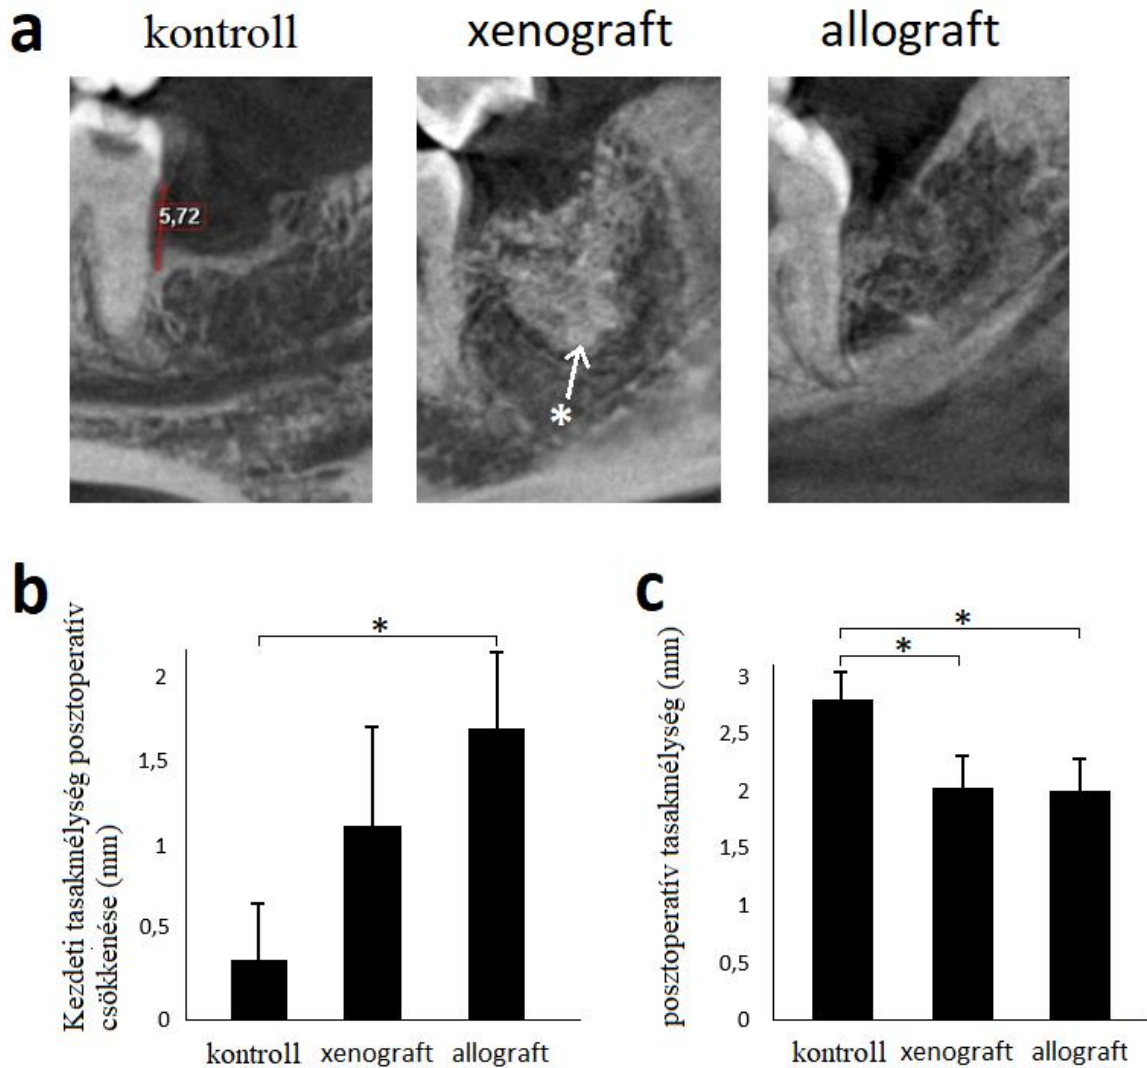 a
kontroll xenograft allograft
5,72
*
b
Kezdeti tasakmélység posztoperatív
csökkenése (mm)
2
1,5
1
0,5
0
*
kontroll xenograft allograft
c
posztoperatív tasakmélység (mm)
3
2,5
2
1,5
1
0,5
0
*
*
kontroll xenograft allograft